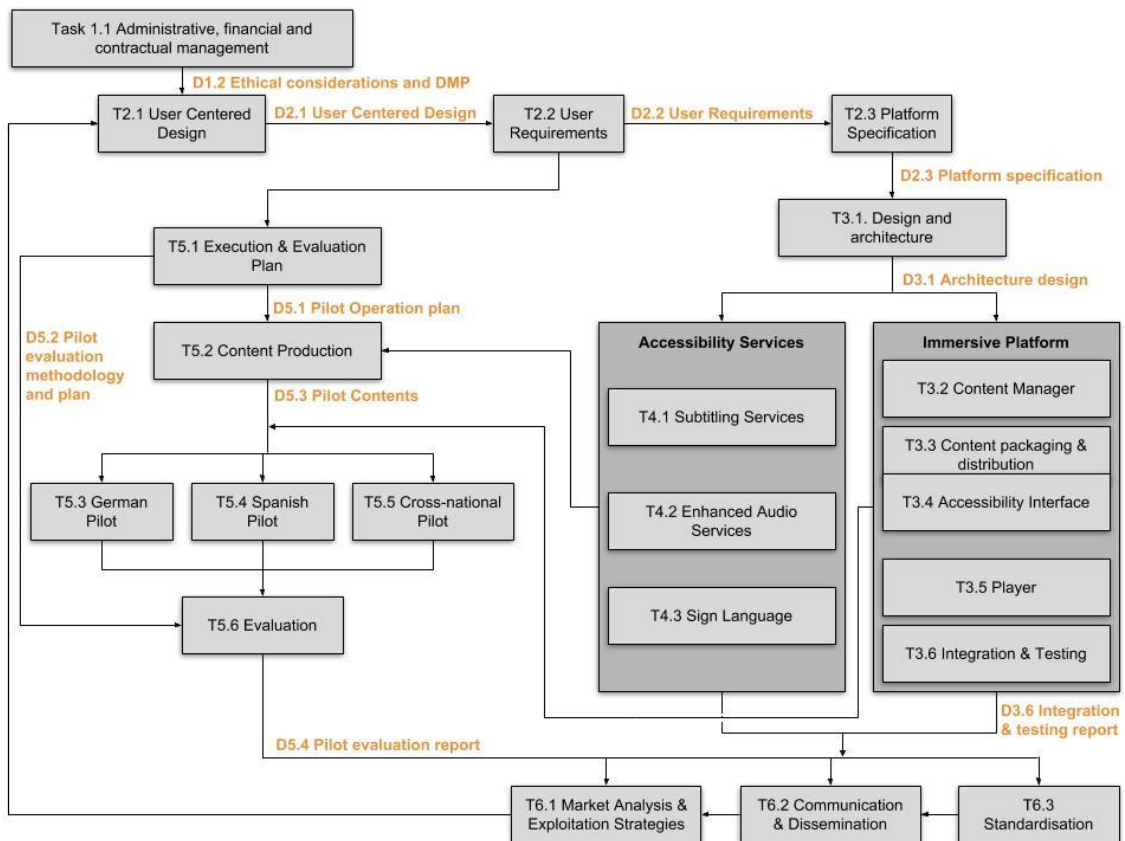 Task 1.1 Administrative, financial and
contractual management
D1.2 Ethical considerations and DMP
T2.1 User Centered
Design
D2.1 User Centered Design
T2.2 User
Requirements
D2.2 User Requirements
T2.3 Platform
Specification
D2.3 Platform specification
T3.1. Design and
architecture
D3.1 Architecture design
T5.1 Execution & Evaluation
Plan
D5.1 Pilot Operation plan
D5.2 Pilot
evaluation
methodology
and plan
T5.2 Content Production
D5.3 Pilot Contents
T5.3 German
Pilot
T5.4 Spanish
Pilot
T5.5 Cross-national
Pilot
T5.6 Evaluation
Accessibility Services
T4.1 Subtitling Services
T4.2 Enhanced Audio
Services
T4.3 Sign Language
Immersive Platform
T3.2 Content Manager
T3.3 Content packaging &
distribution
T3.4 Accessibility Interface
T3.5 Player
T3.6 Integration & Testing
D3.6 Integration
& testing report
D5.4 Pilot evaluation report
T6.1 Market Analysis &
Exploitation Strategies
T6.2 Communication
& Dissemination
T6.3
Standardisation